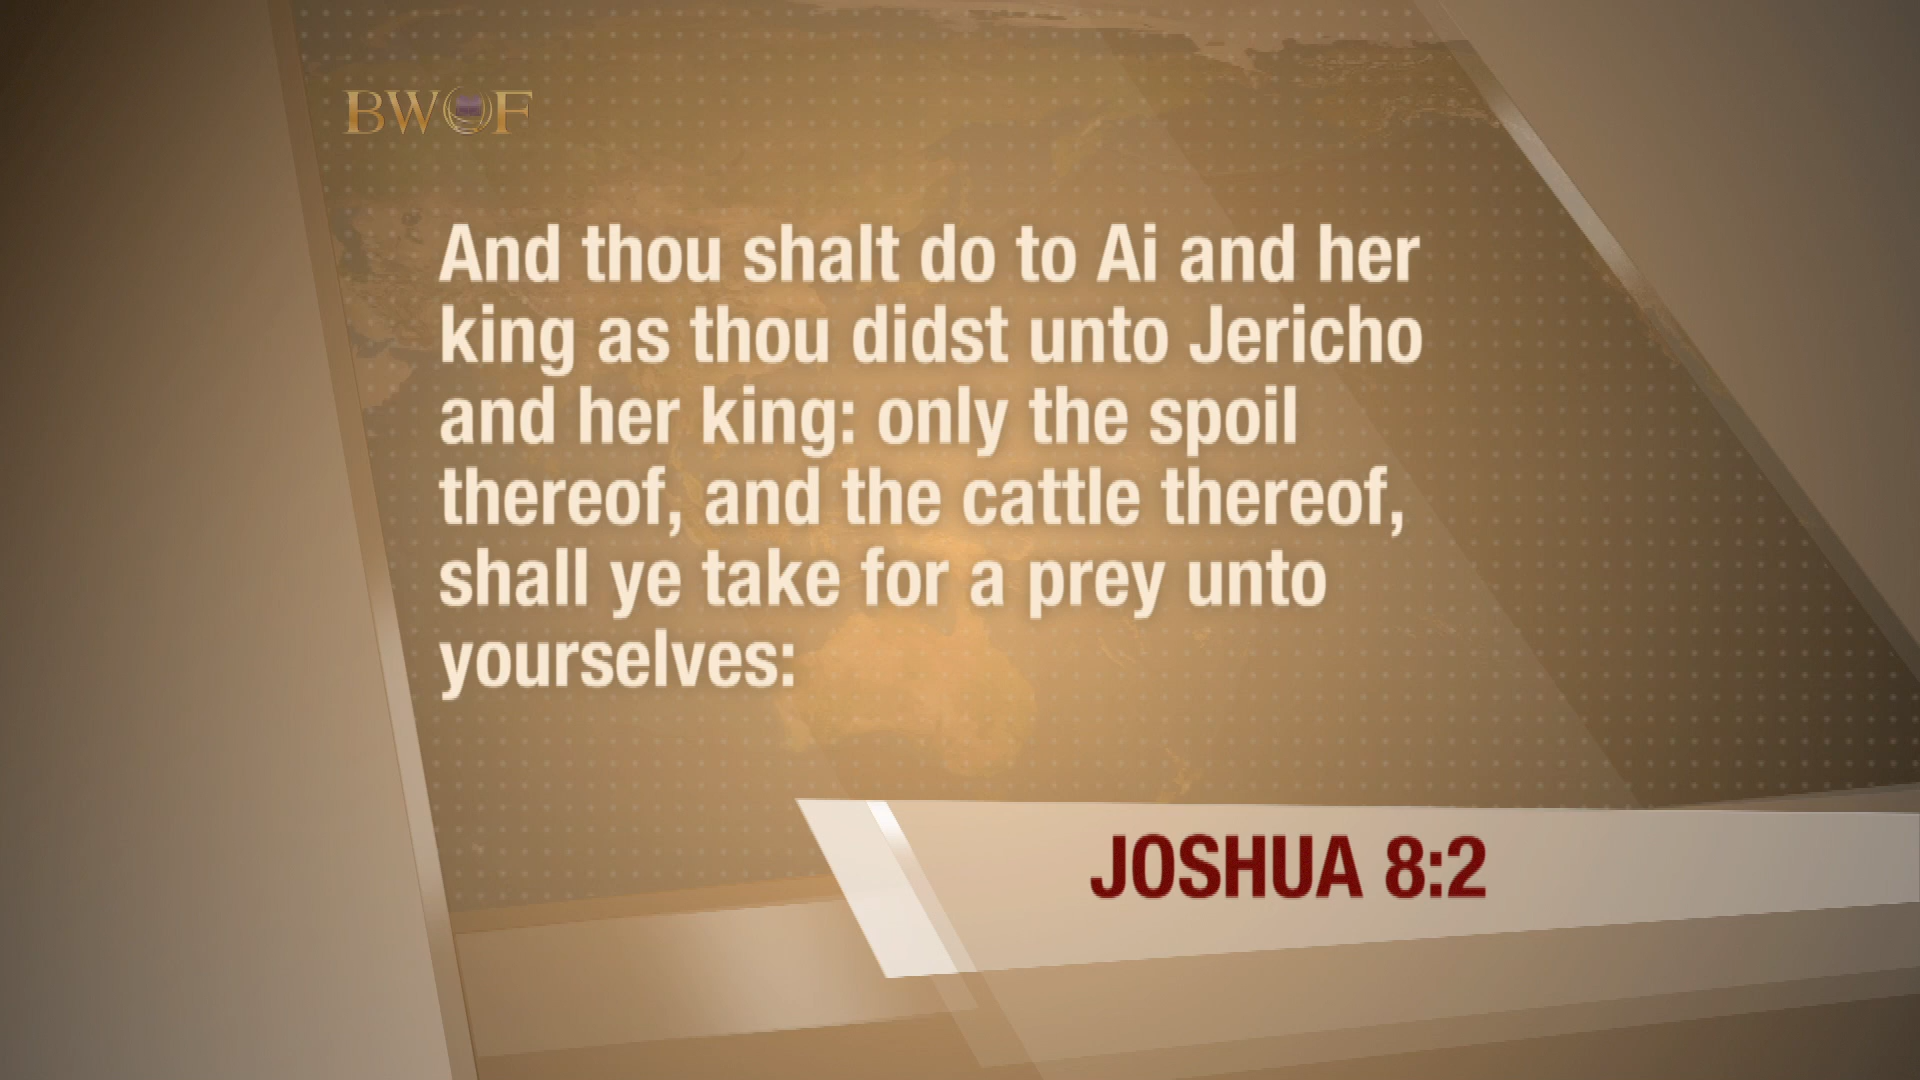 BWOF
And thou shalt do to Ai and her
king as thou didst unto Jericho
and her king: only the spoil
thereof, and the cattle thereof,
shall ye take for a prey unto
yourselves:
JOSHUA 8:2